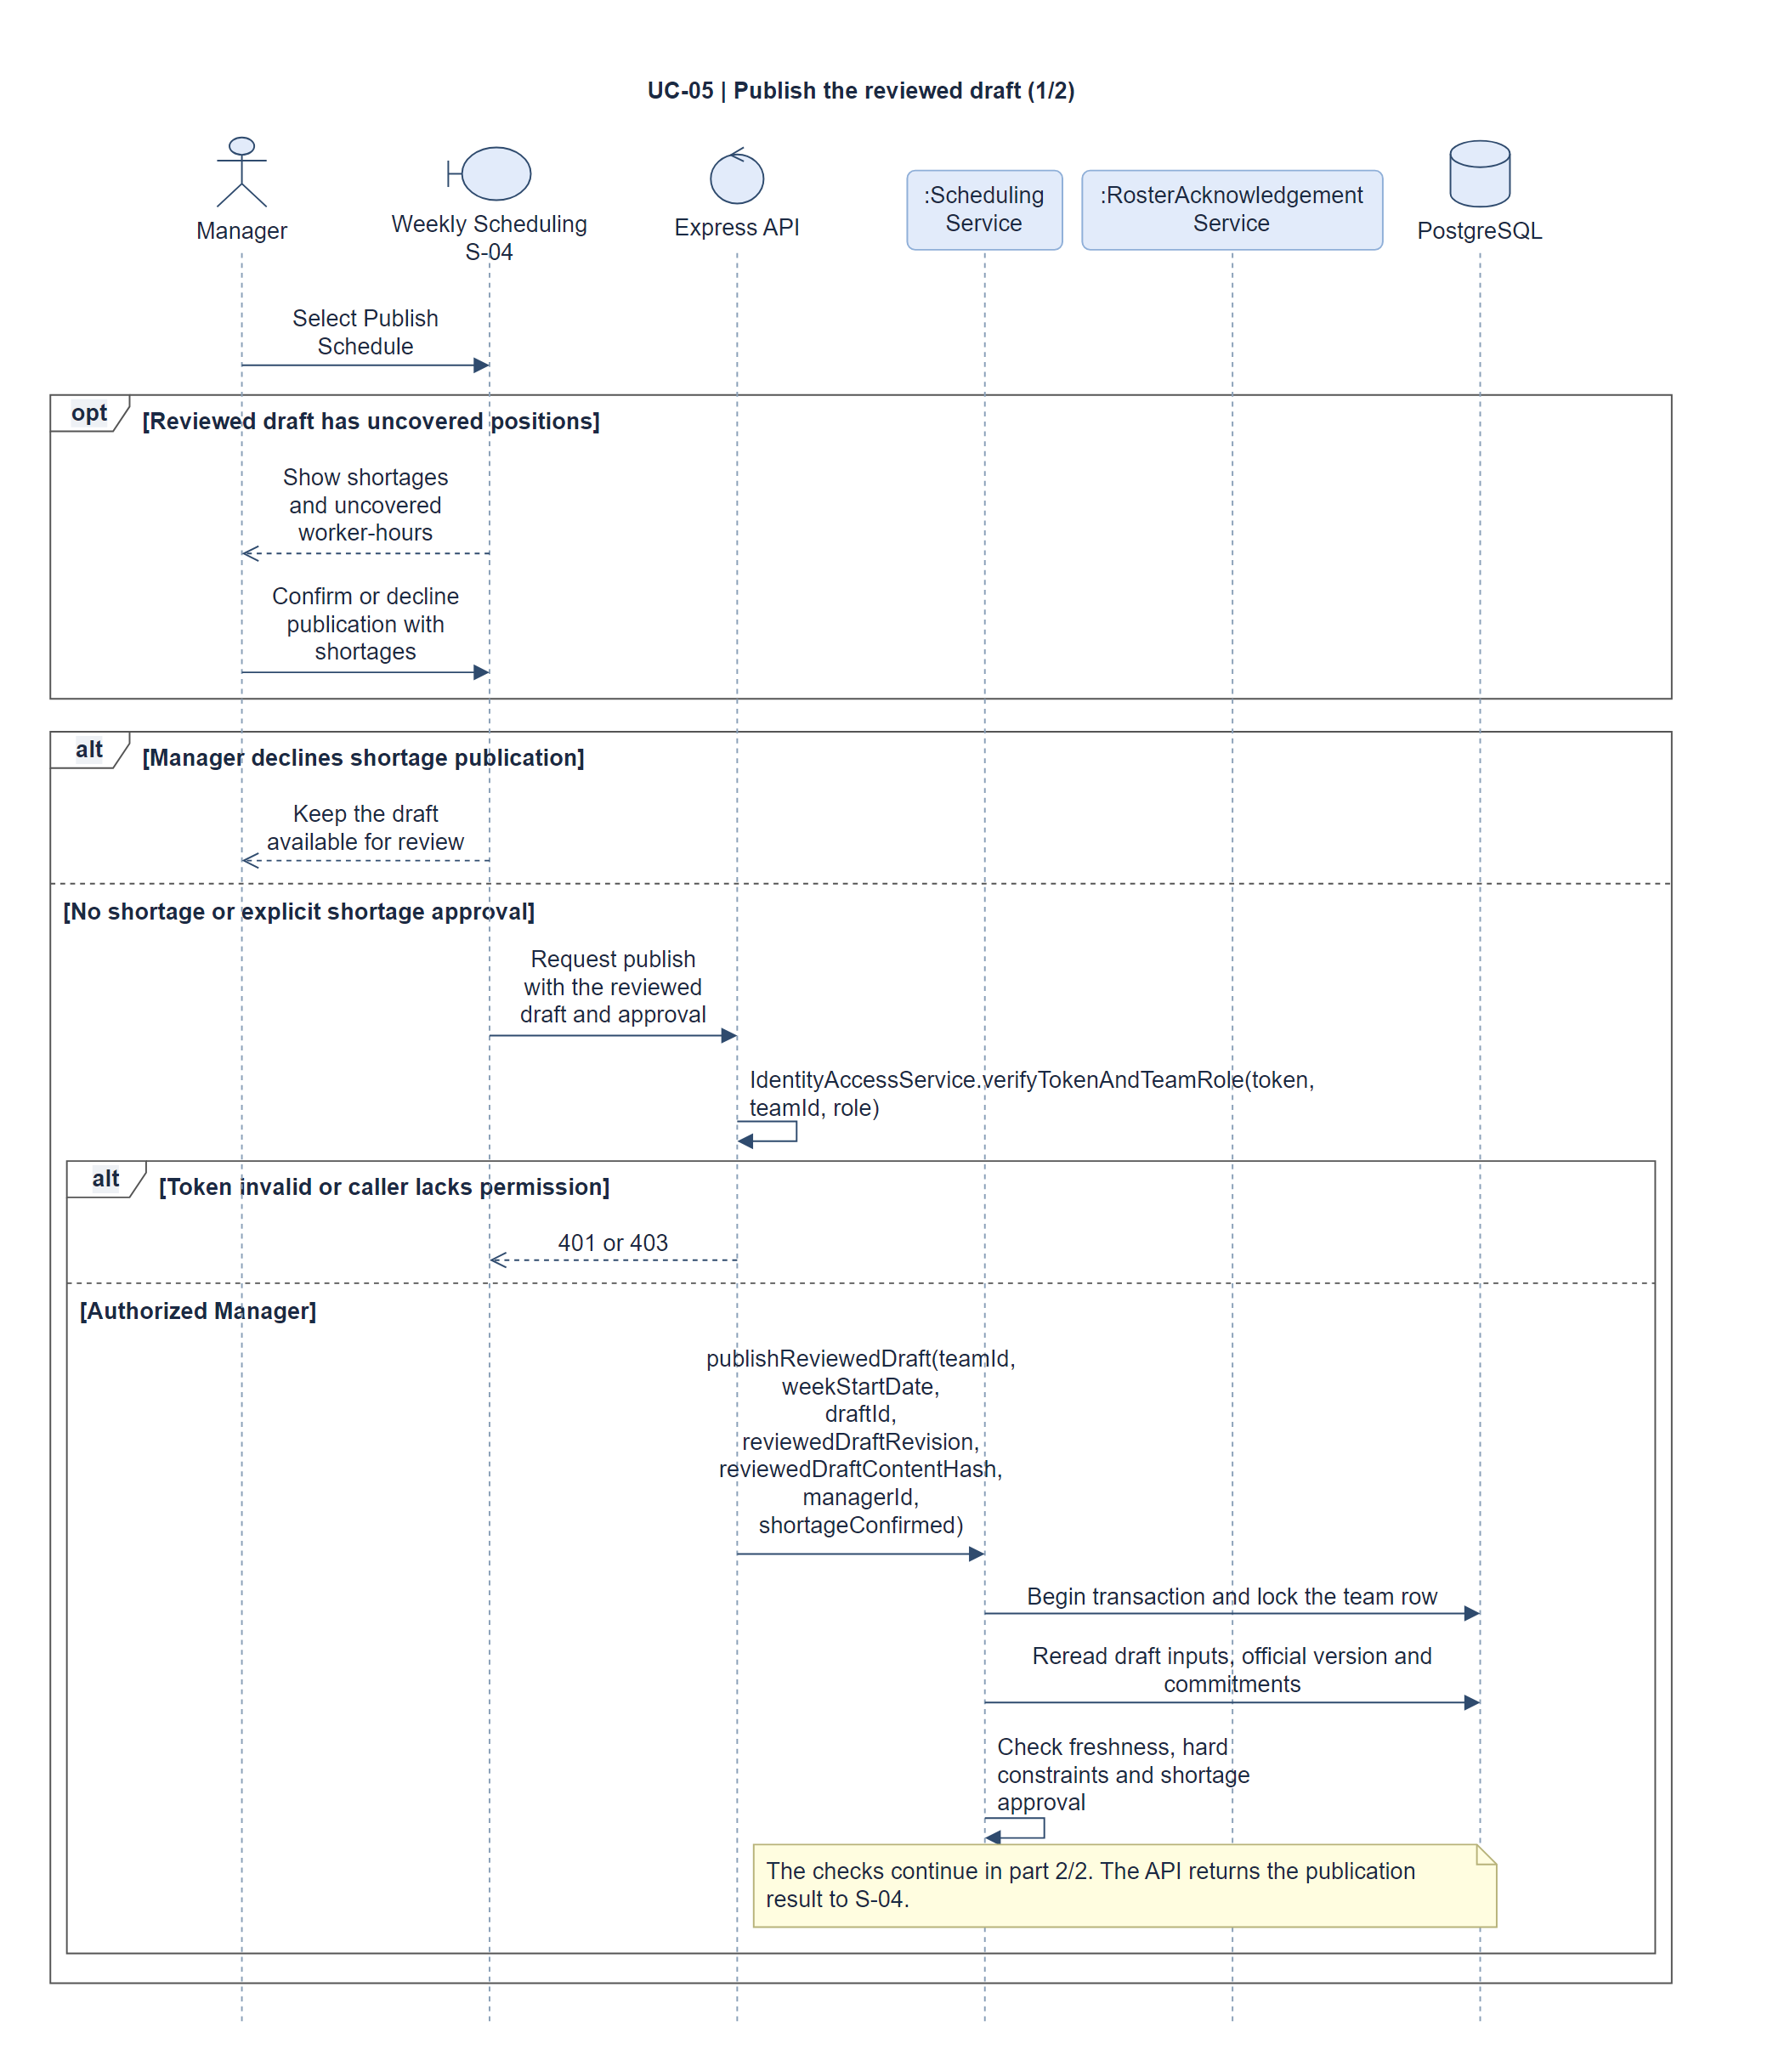 UC-05 | Publish the reviewed draft (1/2)
Manager
Weekly Scheduling
S-04
Express API
:Scheduling
Service
:RosterAcknowledgement
Service
PostgreSQL
Select Publish
Schedule
opt
[Reviewed draft has uncovered positions]
Show shortages
and uncovered
worker-hours
Confirm or decline
publication with
shortages
alt
[Manager declines shortage publication]
Keep the draft
available for review
[No shortage or explicit shortage approval]
Request publish
with the reviewed
draft and approval
IdentityAccessService.verifyTokenAndTeamRole(token,
teamId, role)
alt
[Token invalid or caller lacks permission]
401 or 403
[Authorized Manager]
publishReviewedDraft(teamId,
weekStartDate,
draftId,
reviewedDraftRevision,
reviewedDraftContentHash,
managerId,
shortageConfirmed)
Begin transaction and lock the team row
Reread draft inputs, official version and
commitments
Check freshness, hard
constraints and shortage
approval
The checks continue in part 2/2. The API returns the publication
result to S-04.